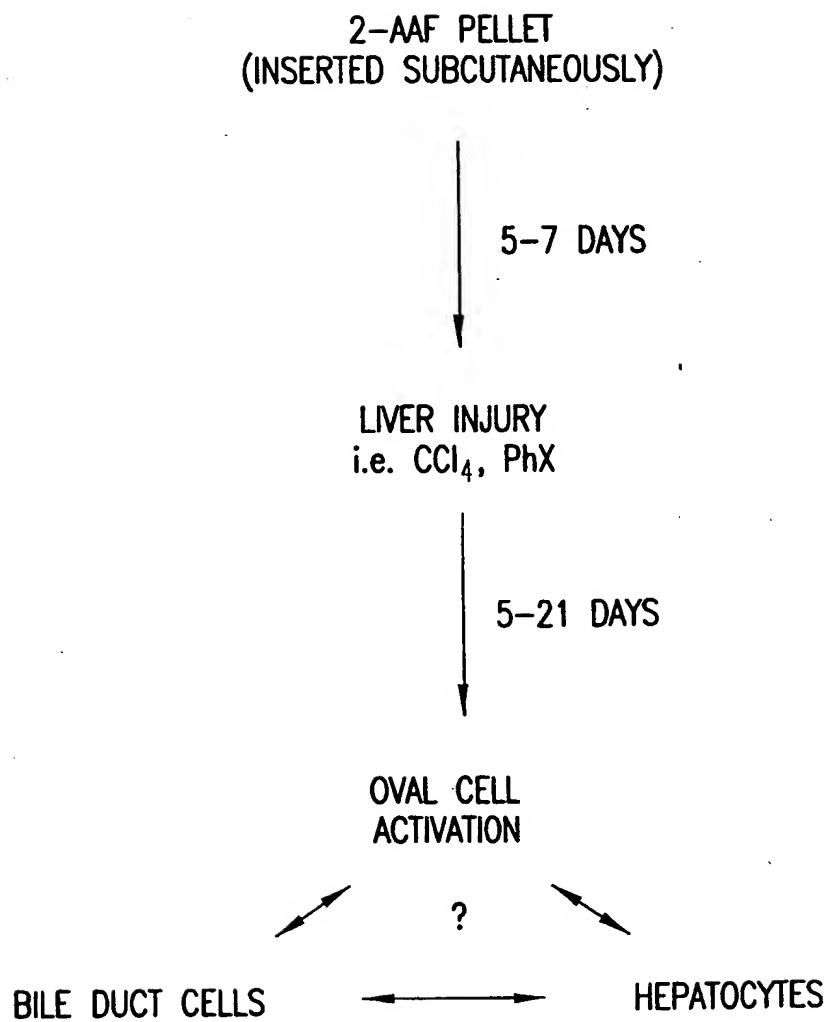 2-AAF PELLET
(INSERTED SUBCUTANEOUSLY)
5-7 DAYS
LIVER INJURY
i.e. CCl₄, PhX
5-21 DAYS
OVAL CELL
ACTIVATION
?
BILE DUCT CELLS
HEPATOCYTES